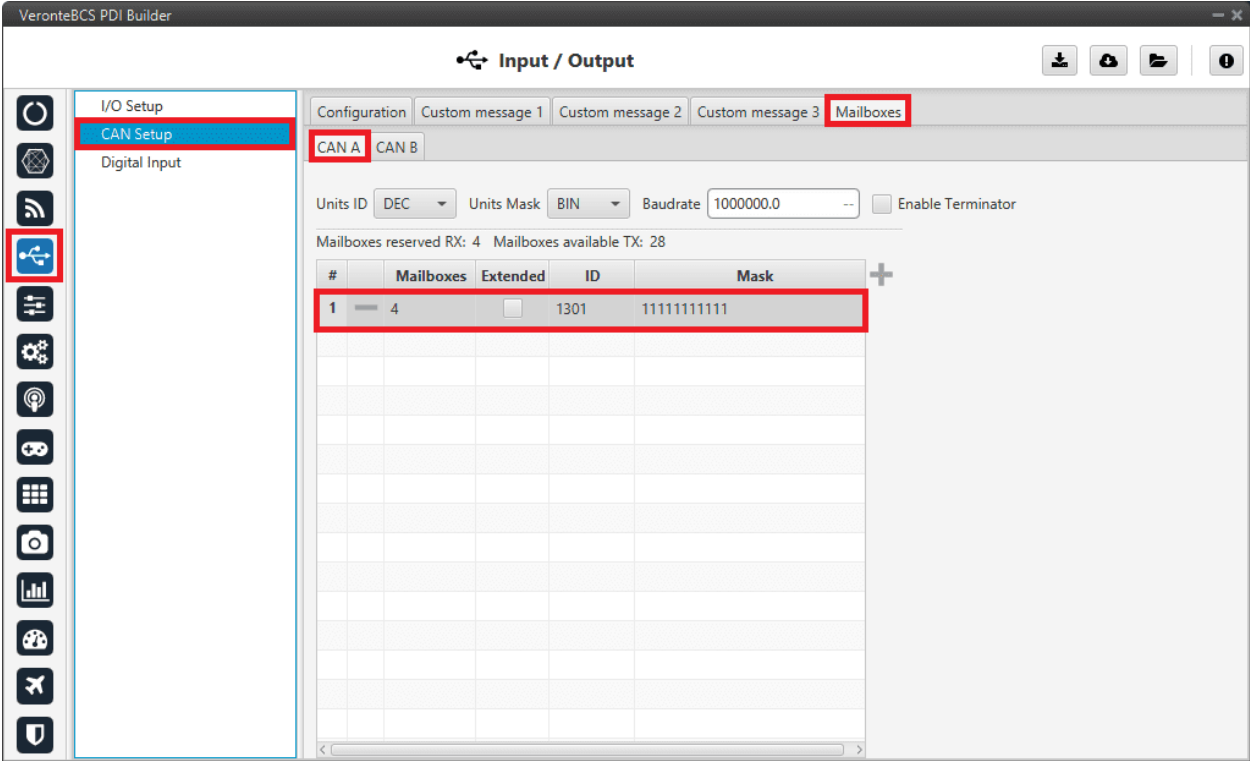 VeronteBCS PDI Builder
Input / Output
I/O Setup
CAN Setup
Digital Input
Configuration Custom message 1 Custom message 2 Custom message 3 Mailboxes
CAN A CAN B
Units ID DEC Units Mask BIN Baudrate 1000000.0 -- Enable Terminator
Mailboxes reserved RX: 4 Mailboxes available TX: 28
# Mailboxes Extended ID Mask
1 4 1301 11111111111